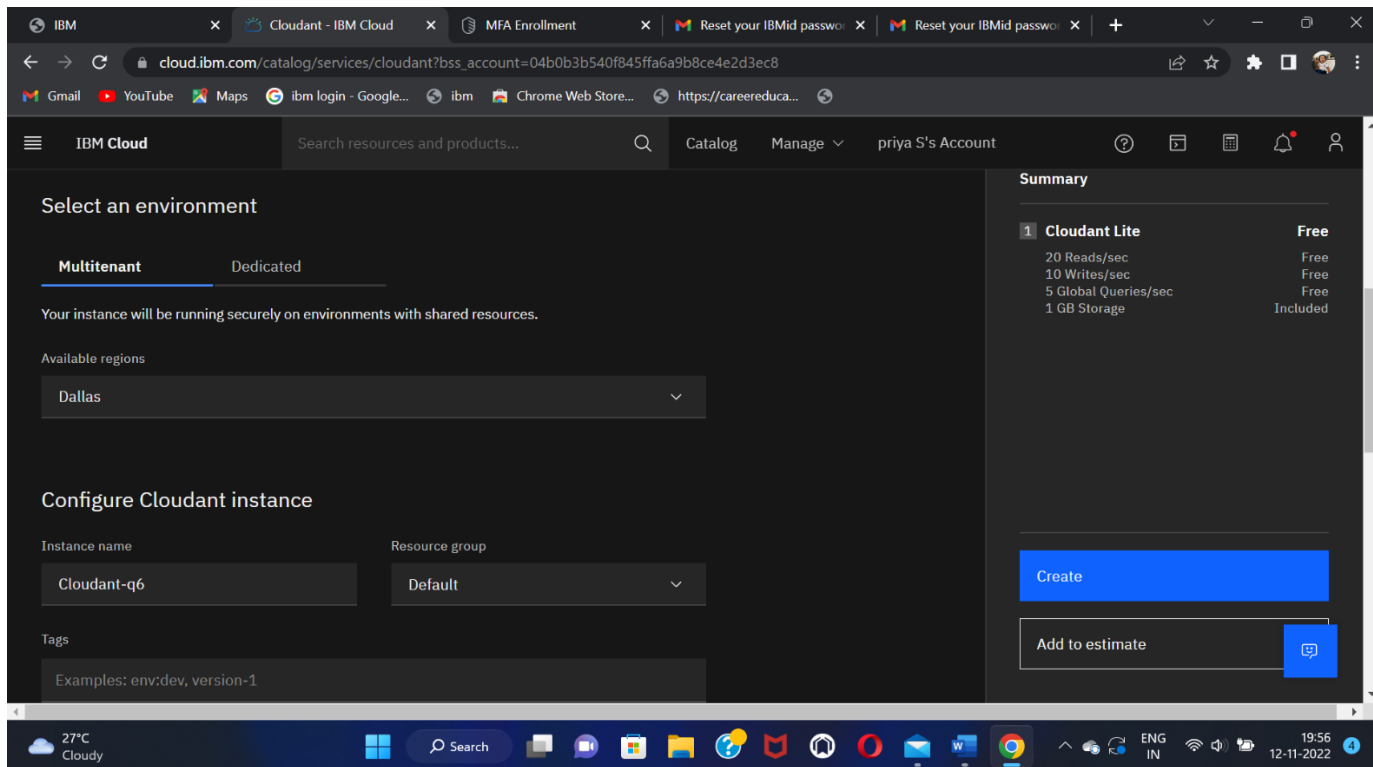 IBM
Cloudant - IBM Cloud
MFA Enrollment
Reset your IBMid passwo
Reset your IBMid passwo
cloud.ibm.com/catalog/services/cloudant?bss_account=04b0b3b540f845ffa6a9b8ce4e2d3ec8
Gmail YouTube Maps ibm login - Google... ibm Chrome Web Store... https://careereduca...
IBM Cloud Search resources and products... Catalog Manage priya S's Account
Select an environment
Multitenant Dedicated
Your instance will be running securely on environments with shared resources.
Available regions
Dallas
Configure Cloudant instance
Instance name Resource group
Cloudant-q6 Default
Tags
Examples: env:dev, version-1
Summary
1 Cloudant Lite Free
20 Reads/sec Free
10 Writes/sec Free
5 Global Queries/sec Free
1 GB Storage Included
Create
Add to estimate
27°C
Cloudy
Search
ENG
IN
19:56
12-11-2022
4